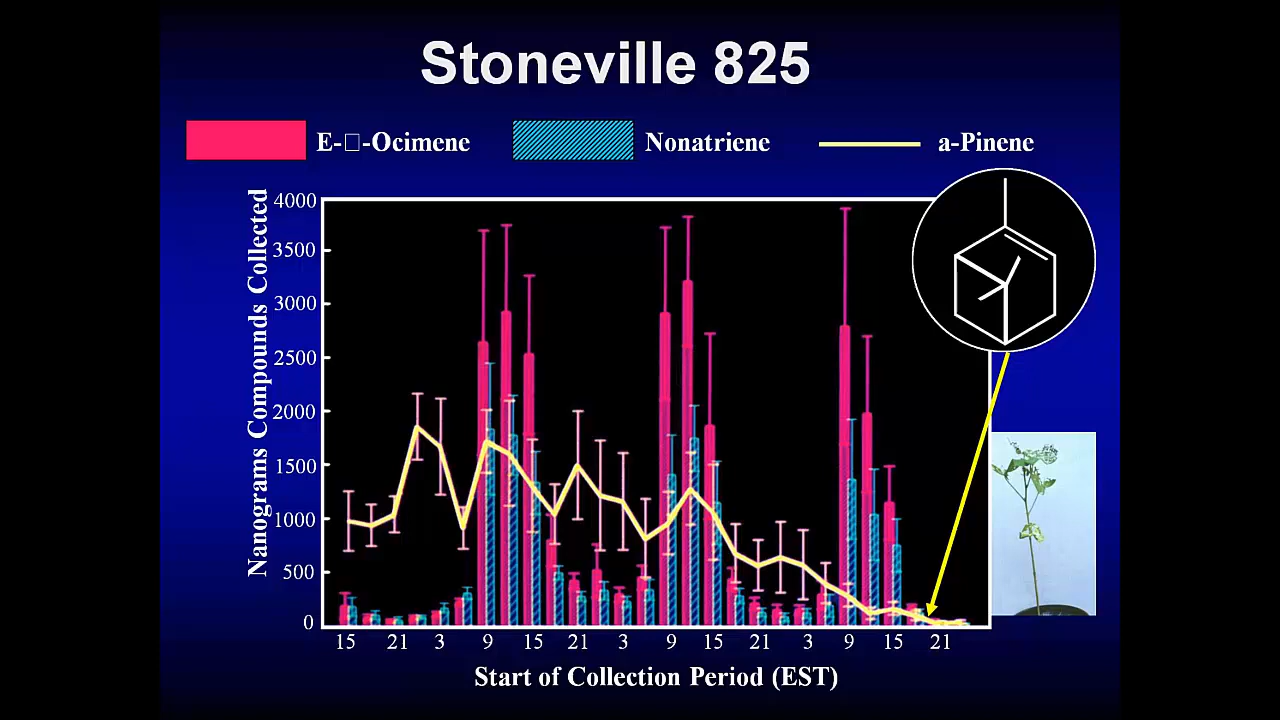 Stoneville 825
E-□-Ocimene Nonatriene a-Pinene
Nanograms Compounds Collected
4000
3500
3000
2500
2000
1500
1000
500
0
15 21 3 9 15 21 3 9 15 21 3 9 15 21
Start of Collection Period (EST)